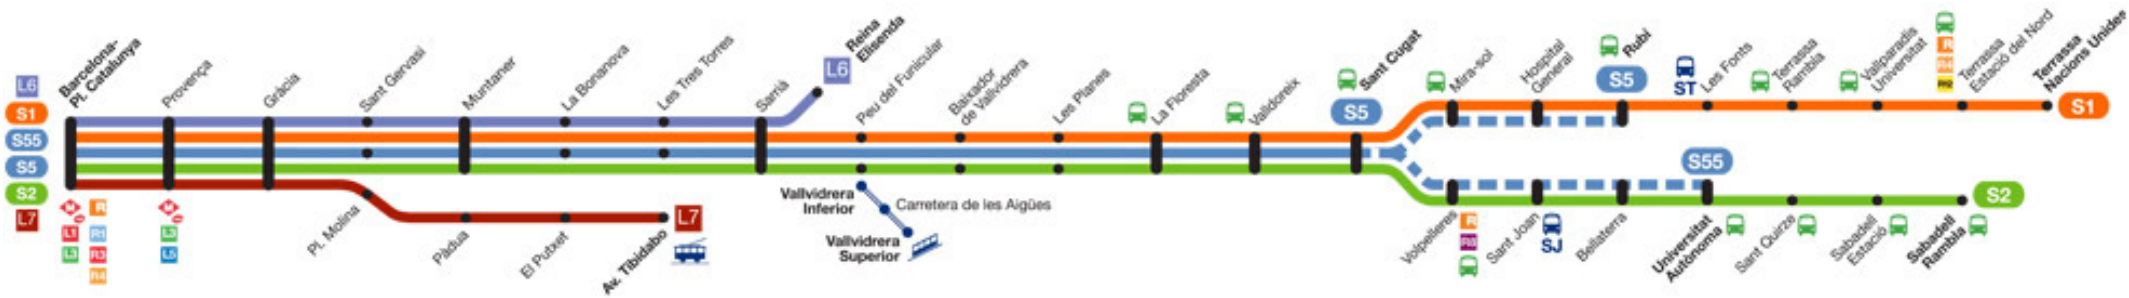 L6
S1
S55
S5
S2
L7
Barcelona-
Pl. Catalunya
Provença
Gràcia
Sant Gervasi
Muntaner
La Bonanova
Les Tres Torres
Sarrià
L6
Reina
Elisenda
Peu del Funicular
Baixador
de Vallvidrera
Les Planes
La Floresta
Valldoreix
Sant Cugat
S5
Mira-sol
Hospital
General
Rubí
S5
ST
Les Fonts
Terrassa
Rambla
Vallparadís
Universitat
R
R4
Terrassa
Estació del Nord
Terrassa
Nacions Unides
S1
M
L1
L3
R
R1
R3
R4
M
L3
L5
Pl. Molina
Pàdua
El Putxet
Av. Tibidabo
L7
Vallvidrera
Inferior
Carretera de les Aigües
Vallvidrera
Superior
S55
Volpelleres
R
R8
Sant Joan
SJ
Bellaterra
Universitat
Autònoma
Sant Quirze
Sabadell
Estació
Sabadell
Rambla
S2